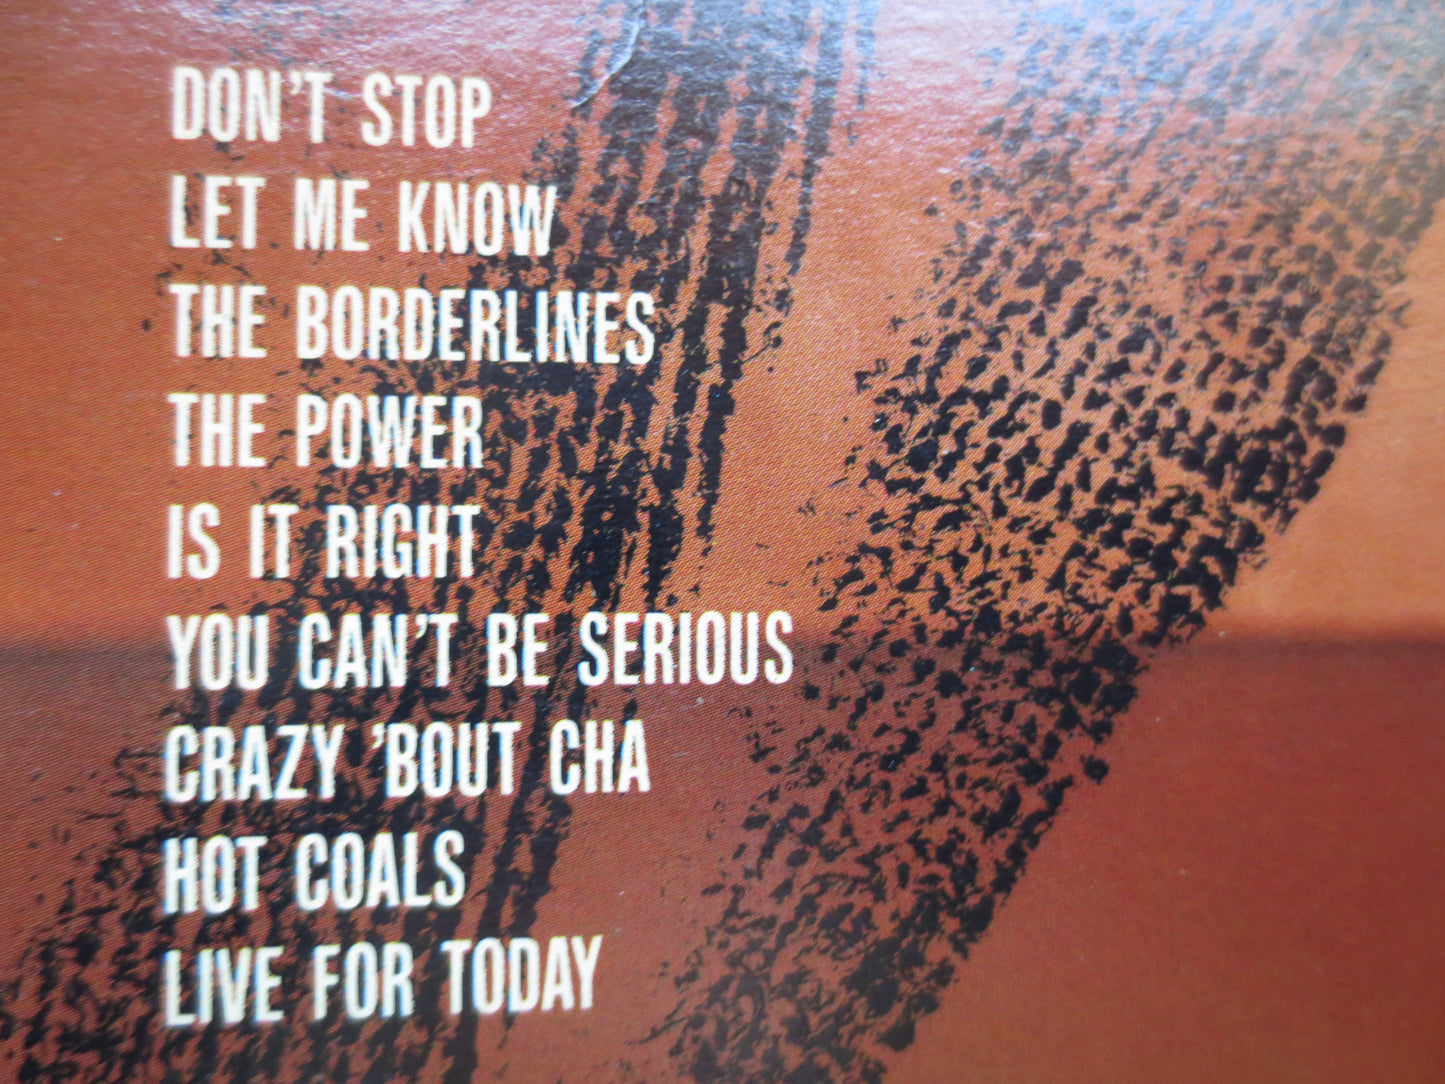 DON'T STOP
LET ME KNOW
THE BORDERLINES
THE POWER
IS IT RIGHT
YOU CAN'T BE SERIOUS
CRAZY 'BOUT CHA
HOT COALS
LIVE FOR TODAY